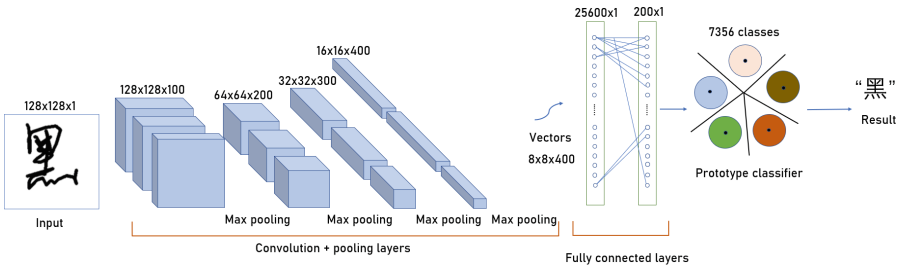 128x128x1
黑
Input
128x128x100
64x64x200
32x32x300
16x16x400
Max pooling
Max pooling
Max pooling
Max pooling
Convolution + pooling layers
Vectors
8x8x400
25600x1
200x1
Fully connected layers
7356 classes
Prototype classifier
“黑”
Result